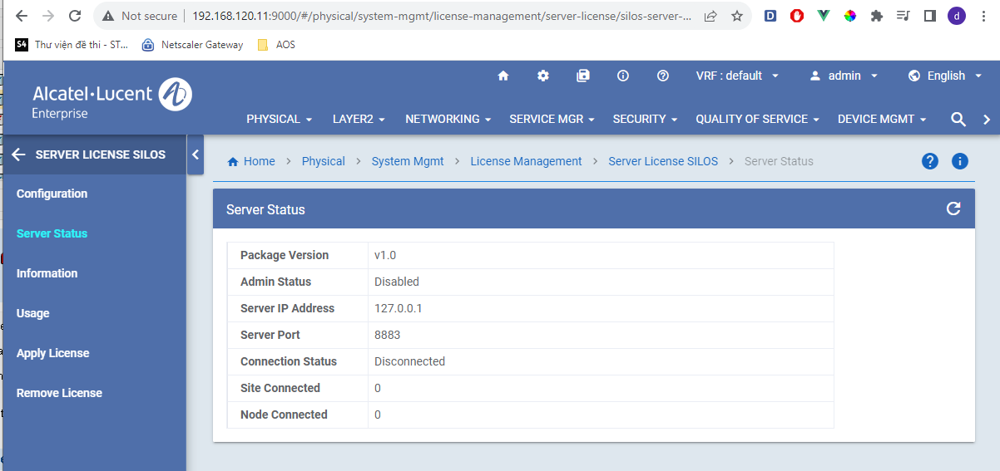 Not secure | 192.168.120.11:9000/#/physical/system-mgmt/license-management/server-license/silos-server-...
D
d
S4 Thư viện đề thi - ST... Netscaler Gateway AOS
VRF : default admin English
Alcatel·Lucent
Enterprise
PHYSICAL LAYER2 NETWORKING SERVICE MGR SECURITY QUALITY OF SERVICE DEVICE MGMT
SERVER LICENSE SILOS
Home > Physical > System Mgmt > License Management > Server License SILOS > Server Status
Configuration
Server Status
Information
Usage
Apply License
Remove License
Server Status
Package Version v1.0
Admin Status Disabled
Server IP Address 127.0.0.1
Server Port 8883
Connection Status Disconnected
Site Connected 0
Node Connected 0